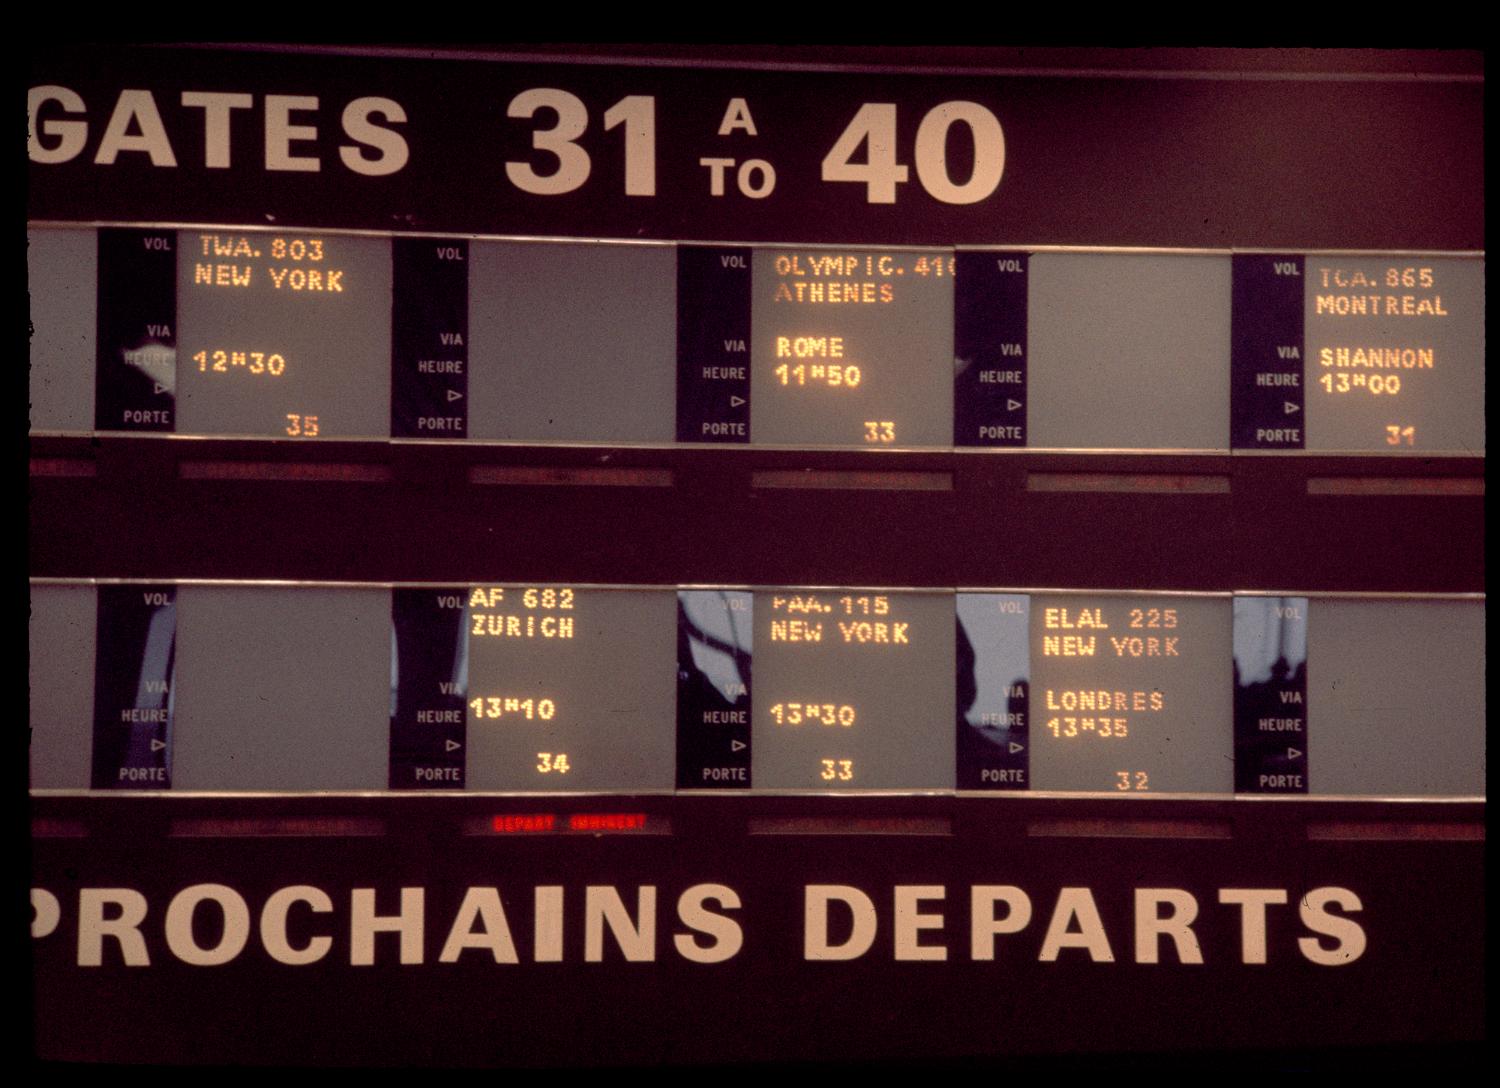 GATES 31 A TO 40
VOL TWA. 803
NEW YORK
VIA
HEURE 12H30
PORTE 35
VOL
VIA
HEURE
PORTE
VOL OLYMPIC. 410
ATHENES
VIA ROME
HEURE 11H50
PORTE 33
VOL
VIA
HEURE
PORTE
VOL TCA. 865
MONTREAL
VIA SHANNON
HEURE 13H00
PORTE 31
VOL
VIA
HEURE
PORTE
VOL AF 682
ZURICH
VIA
HEURE 13H10
PORTE 34
DEPART IMMINENT
VOL PAA. 115
NEW YORK
VIA
HEURE 13H30
PORTE 33
VOL ELAL 225
NEW YORK
VIA LONDRES
HEURE 13H35
PORTE 32
VOL
VIA
HEURE
PORTE
PROCHAINS DEPARTS